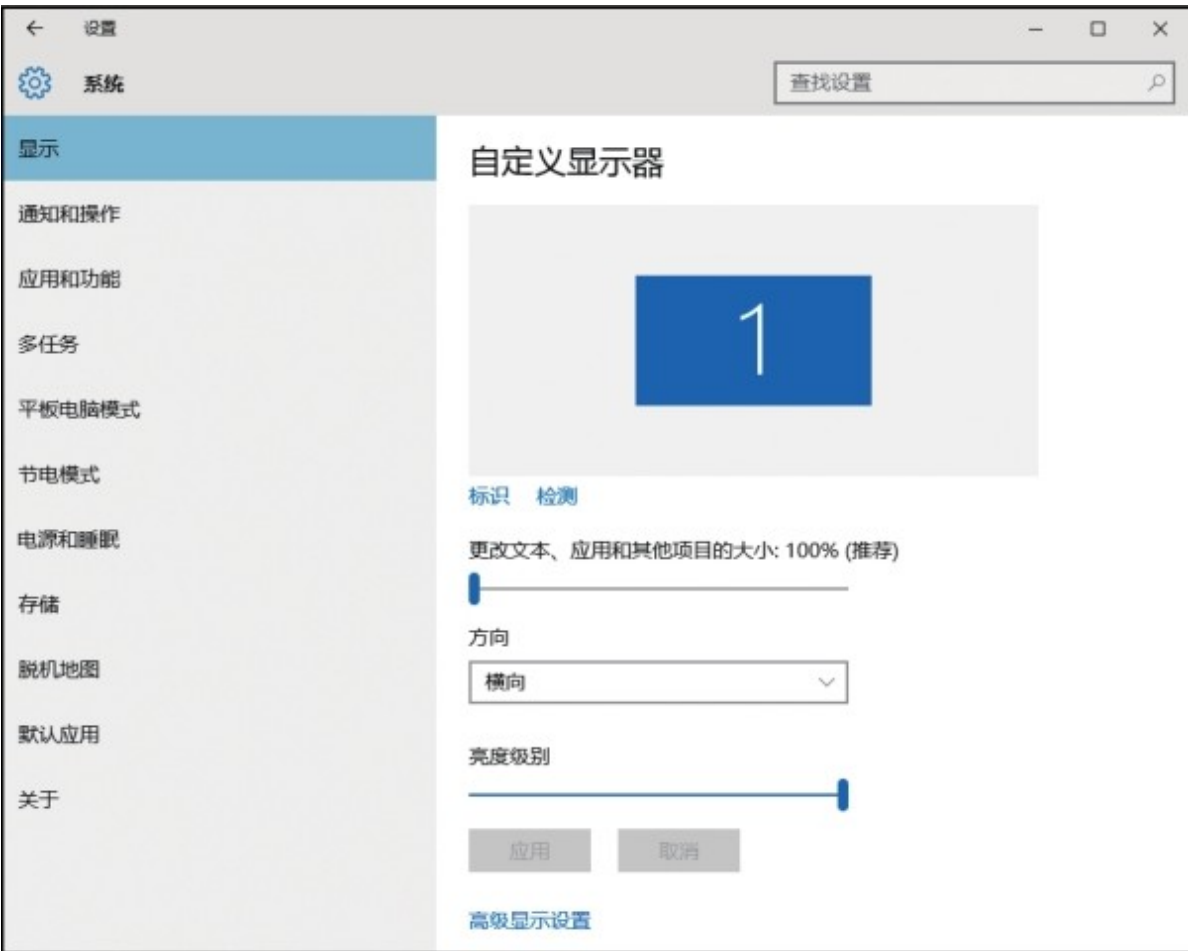 设置
系统
查找设置
显示
通知和操作
应用和功能
多任务
平板电脑模式
节电模式
电源和睡眠
存储
脱机地图
默认应用
关于
自定义显示器
1
标识 检测
更改文本、应用和其他项目的大小: 100% (推荐)
方向
横向
亮度级别
应用 取消
高级显示设置